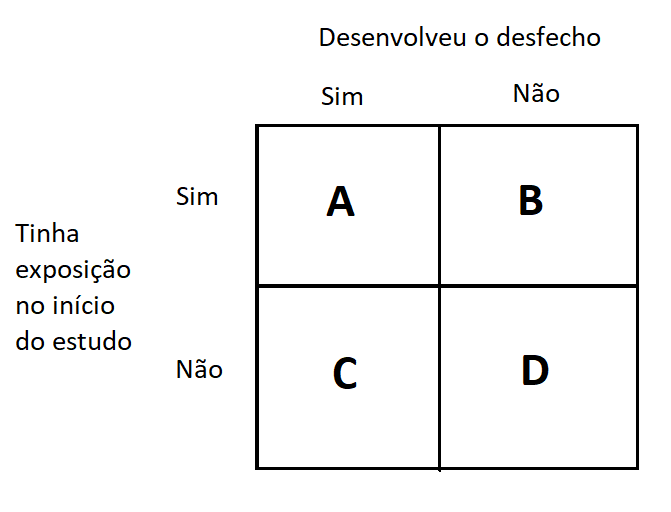 Desenvolveu o desfecho
Sim
Não
Sim
A
B
Tinha
exposição
no início
do estudo
Não
C
D